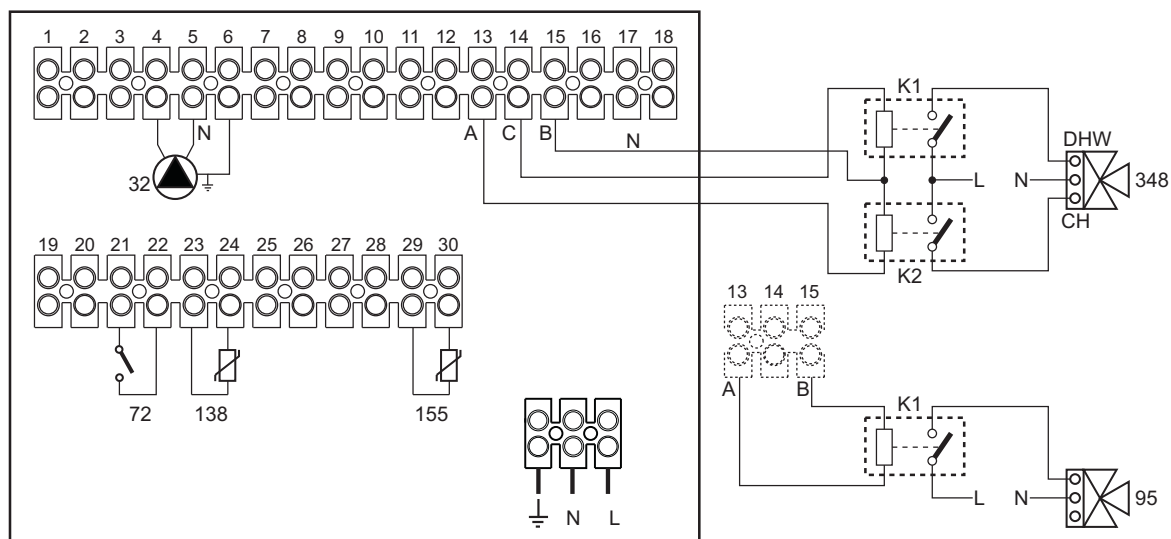 1 2 3 4 5 6 7 8 9 10 11 12 13 14 15 16 17 18
K1
N A C B N
DHW
32
L N 348
CH
K2
19 20 21 22 23 24 25 26 27 28 29 30
13 14 15
A B
72 138 155
K1
L N 95
N L